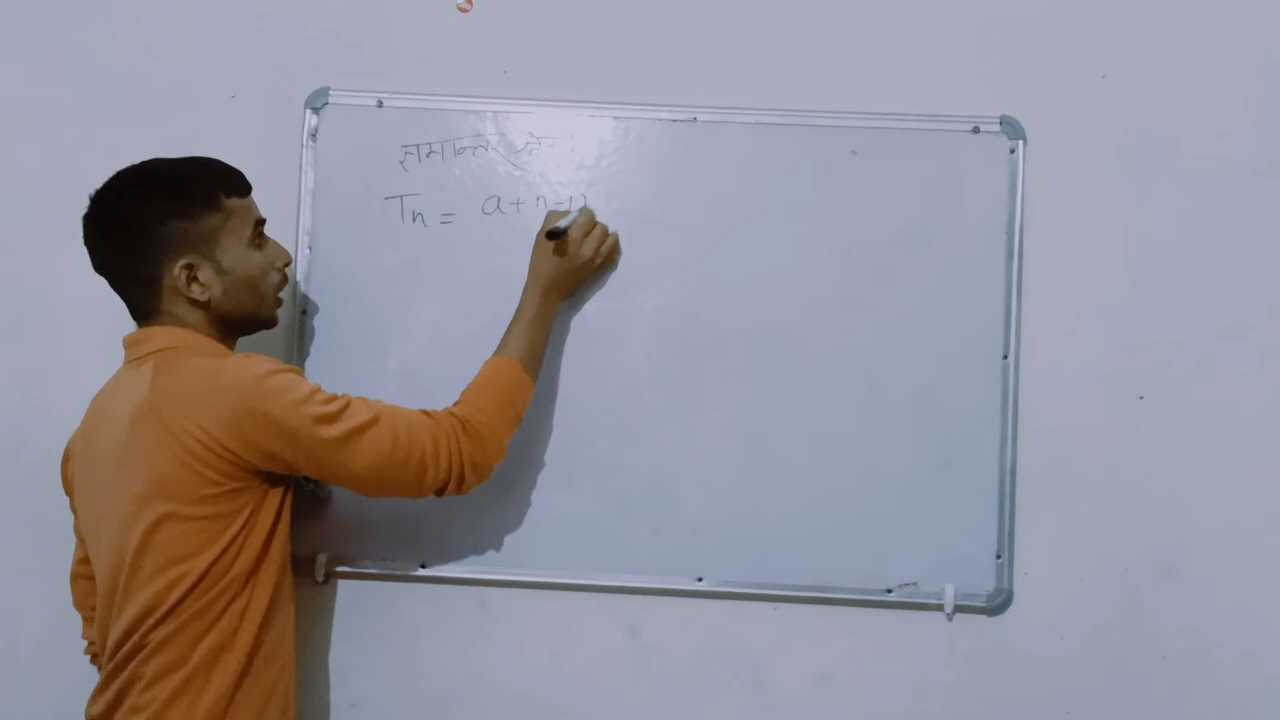 समान्तर श्रेणी
Tn = a + n-1)